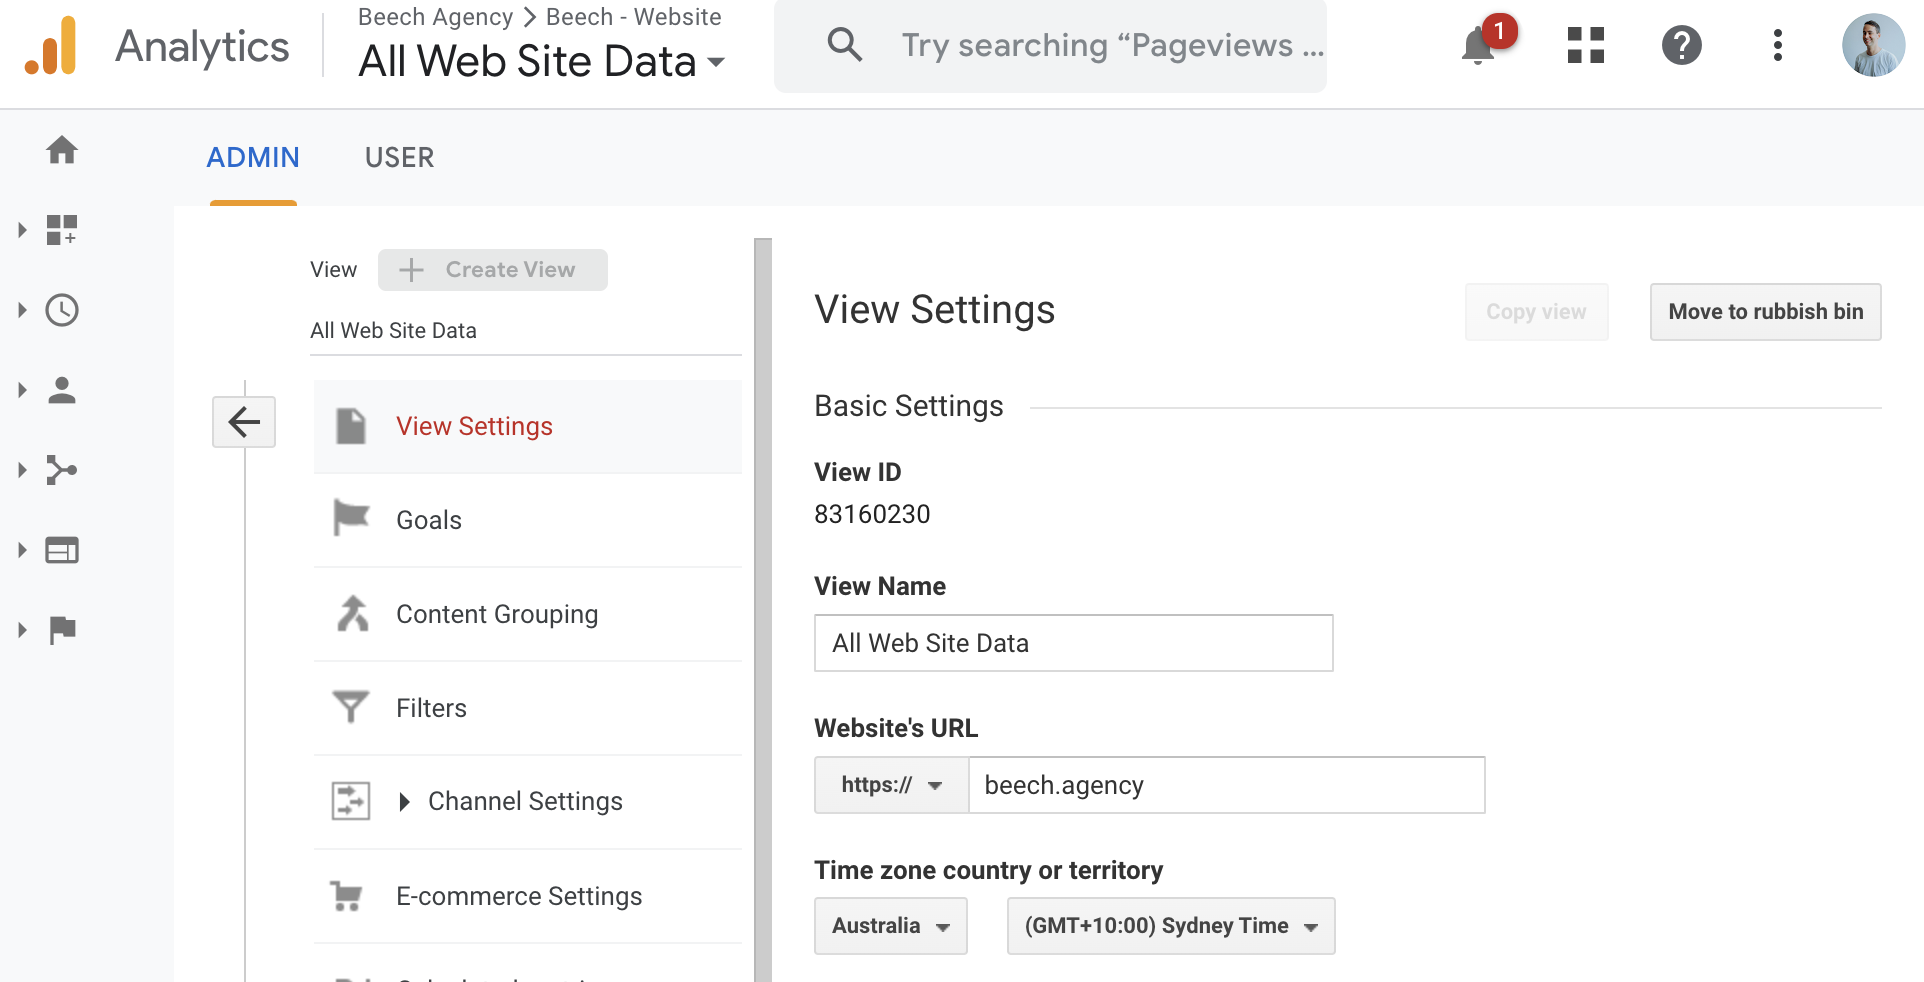 Analytics
Beech Agency > Beech - Website
All Web Site Data
Try searching “Pageviews ...
1
ADMIN
USER
View
Create View
All Web Site Data
View Settings
Goals
Content Grouping
Filters
Channel Settings
E-commerce Settings
View Settings
Copy view
Move to rubbish bin
Basic Settings
View ID
83160230
View Name
All Web Site Data
Website's URL
https://
beech.agency
Time zone country or territory
Australia
(GMT+10:00) Sydney Time